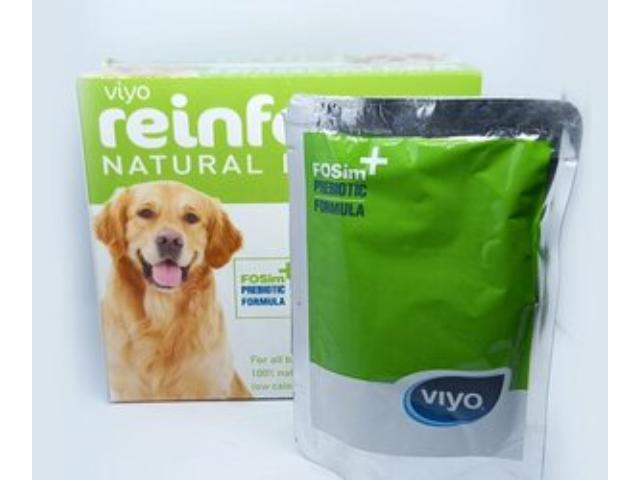 viyo
reinfo
NATURAL
FOSim+
PREBIOTIC
FORMULA
For all b
100% nat
low calo
FOSim+
PREBIOTIC
FORMULA
VIYO